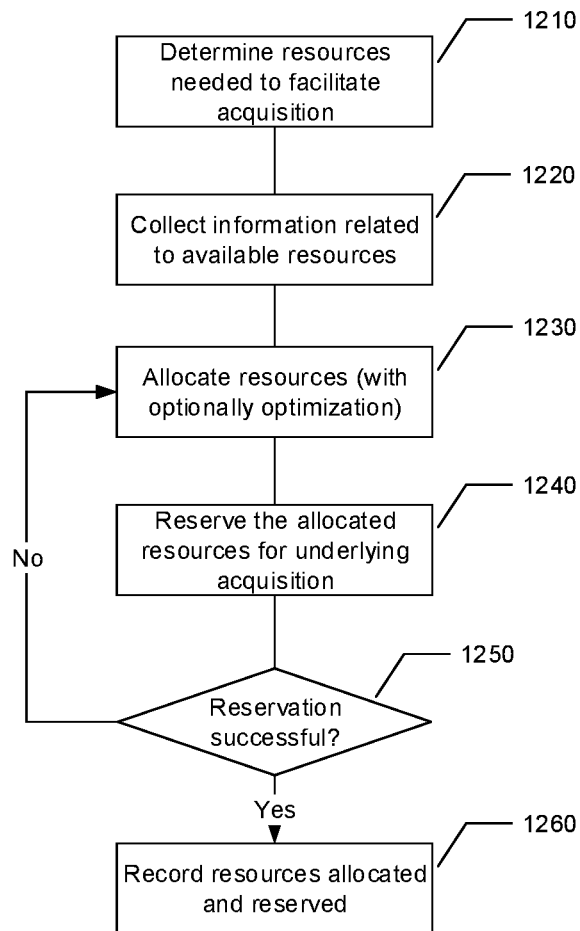 1210
Determine resources
needed to facilitate
acquisition
1220
Collect information related
to available resources
1230
Allocate resources (with
optionally optimization)
1240
Reserve the allocated
resources for underlying
acquisition
No
1250
Reservation
successful?
Yes
1260
Record resources allocated
and reserved